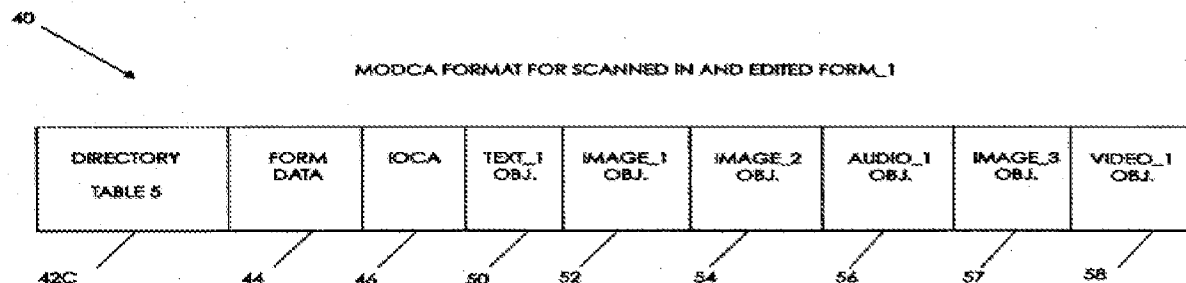 40
MODCA FORMAT FOR SCANNED IN AND EDITED FORM_1
DIRECTORY
TABLE 5
FORM
DATA
IOCA
TEXT_1
OBJ.
IMAGE_1
OBJ.
IMAGE_2
OBJ.
AUDIO_1
OBJ.
IMAGE_3
OBJ.
VIDEO_1
OBJ.
42C
44
46
50
52
54
56
57
58